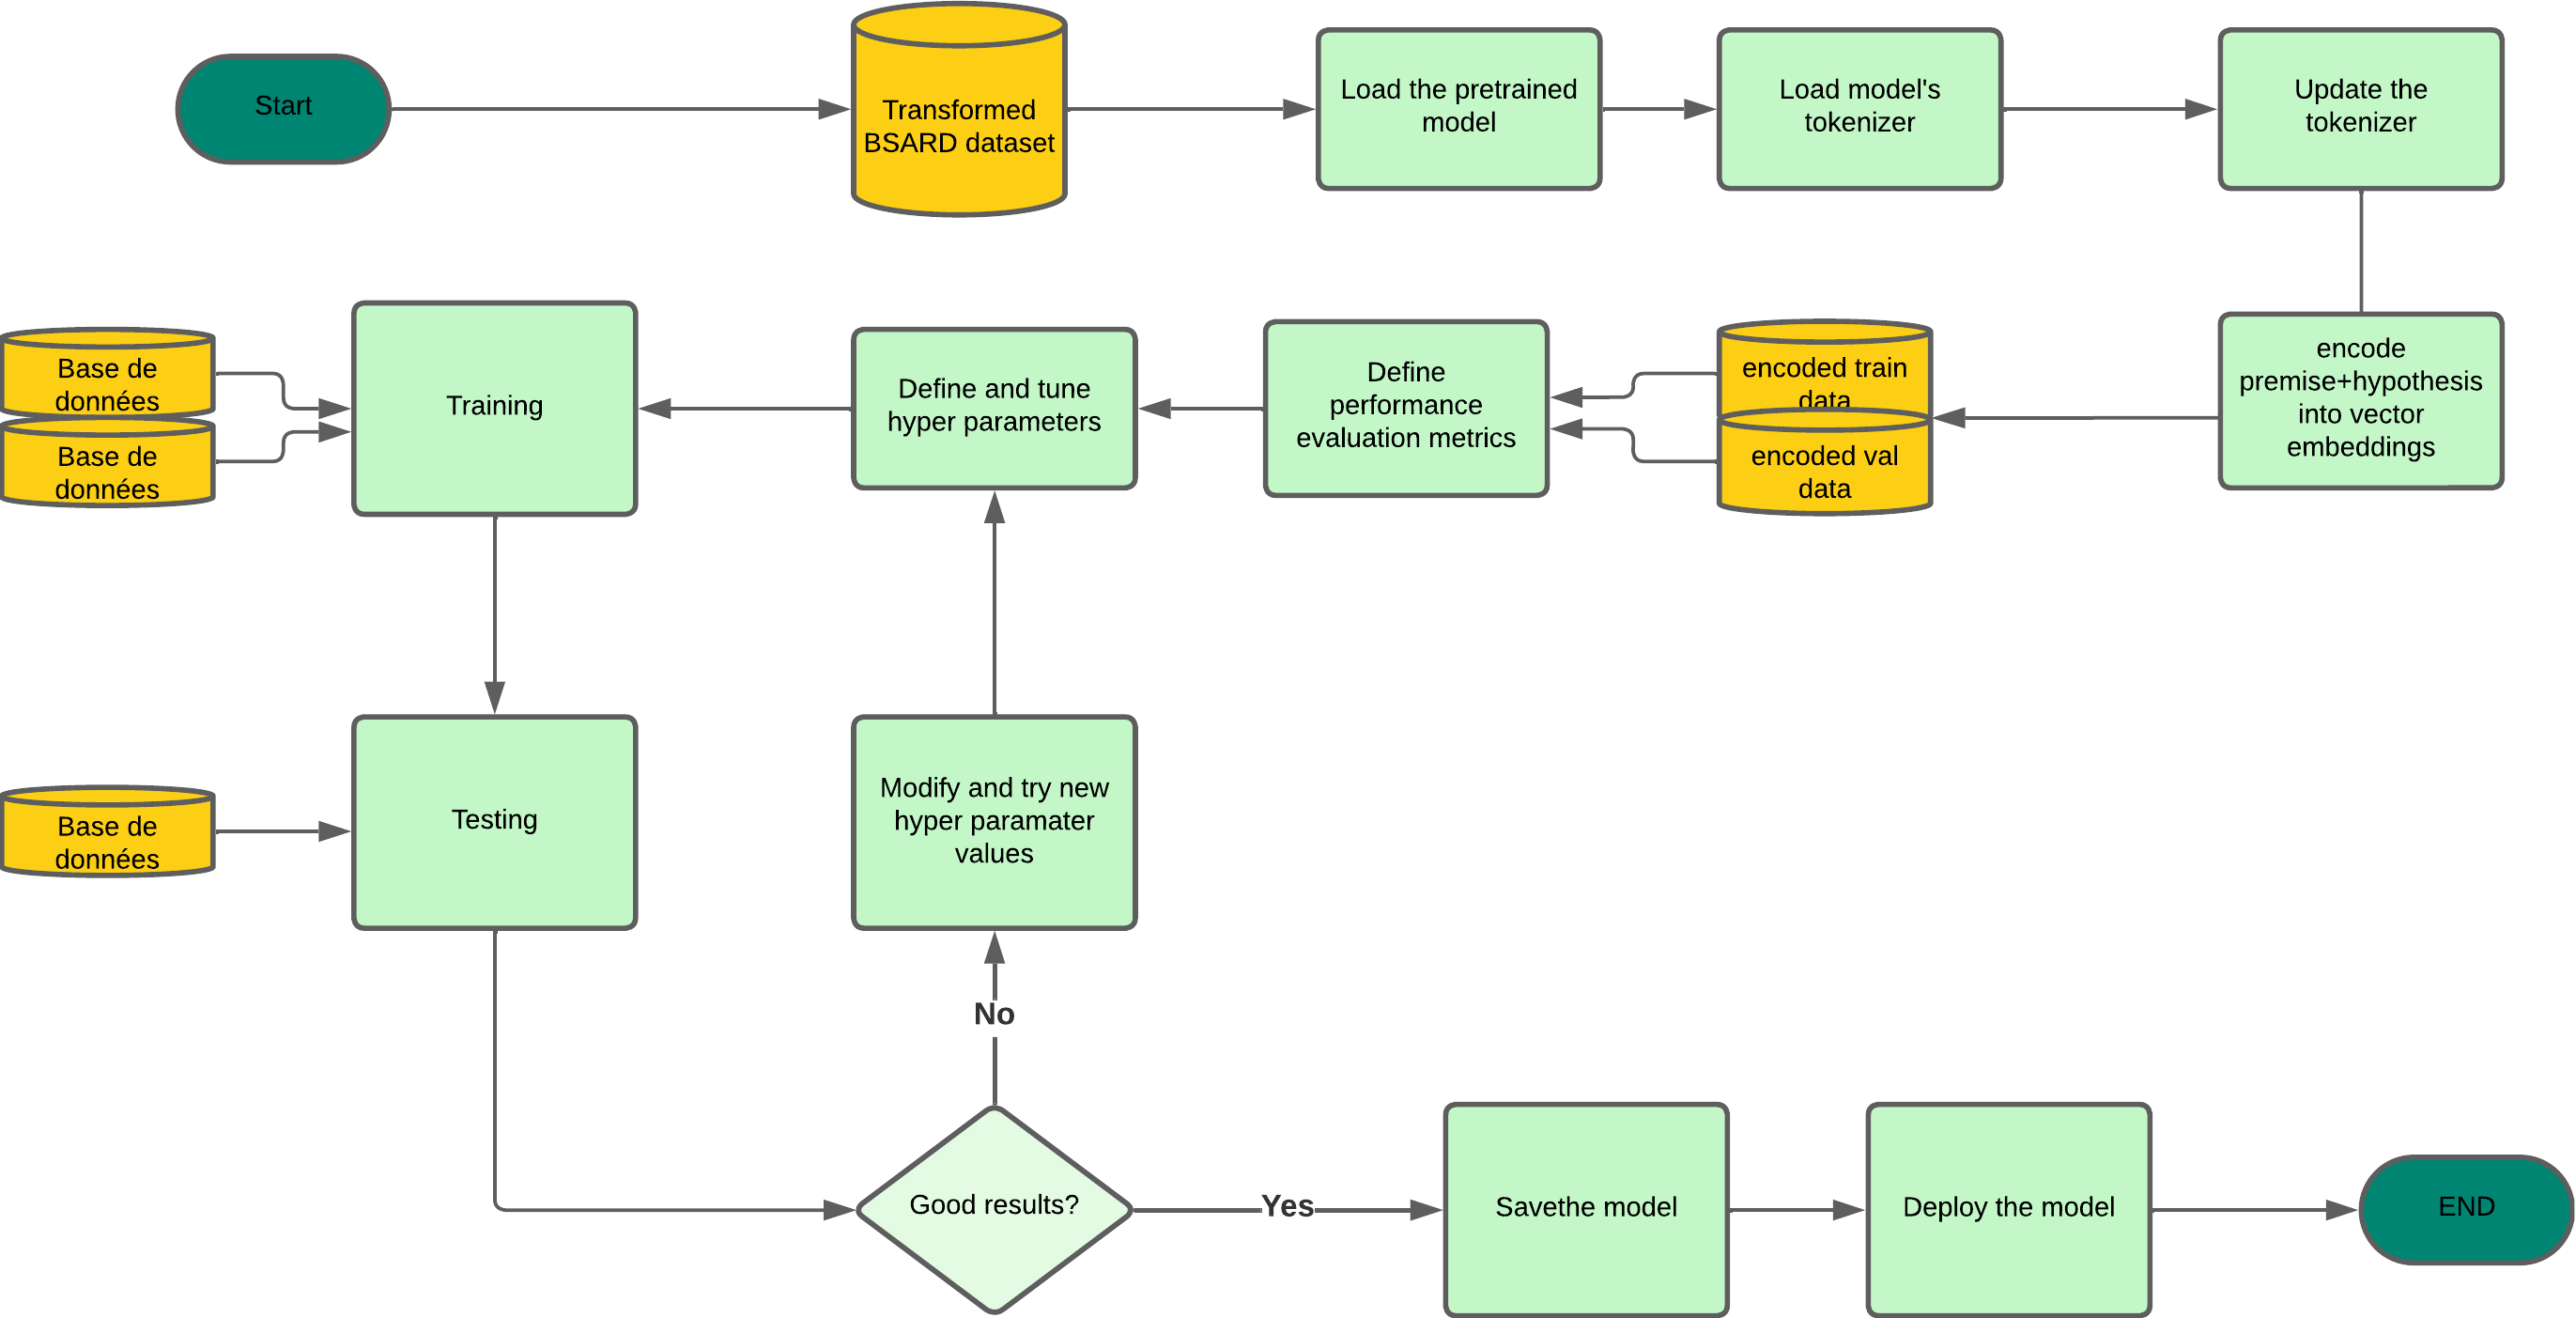 Start
Transformed
BSARD dataset
Load the pretrained
model
Load model's
tokenizer
Update the
tokenizer
encode
premise+hypothesis
into vector
embeddings
encoded train
data
encoded val
data
Define
performance
evaluation metrics
Define and tune
hyper parameters
Training
Base de
données
Base de
données
Testing
Base de
données
Modify and try new
hyper paramater
values
No
Good results?
Yes
Savethe model
Deploy the model
END